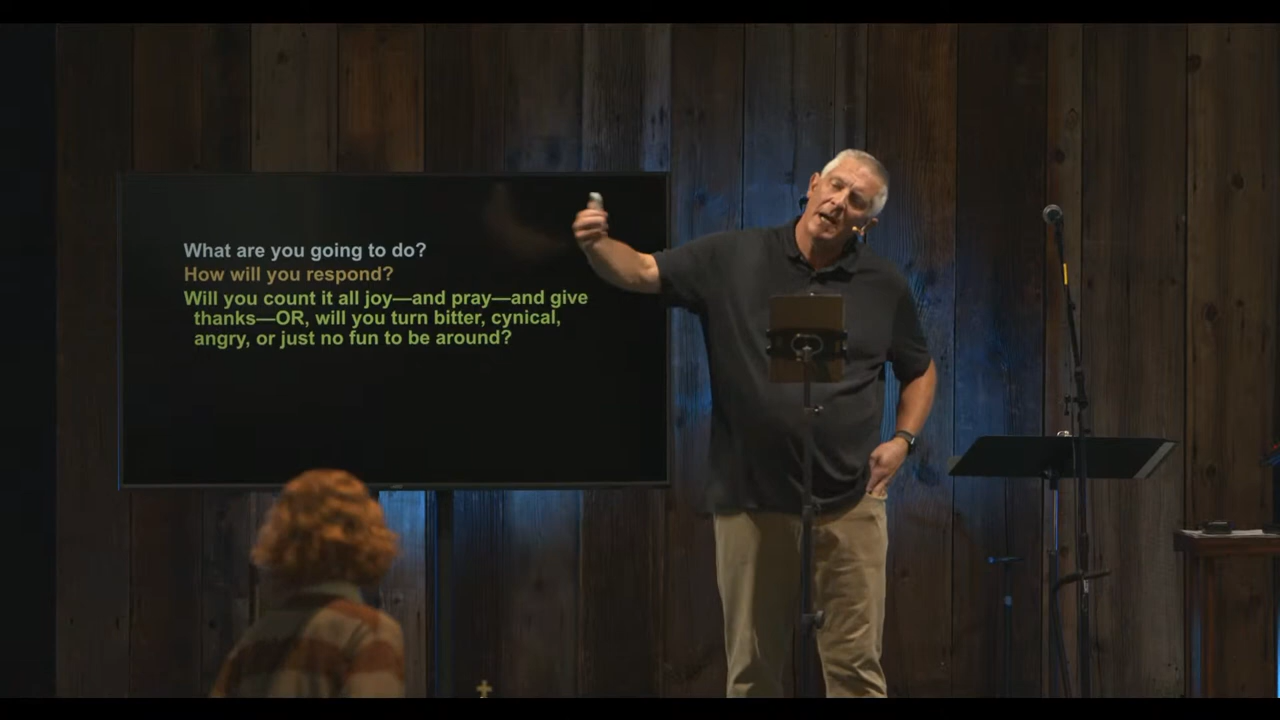 What are you going to do?
How will you respond?
Will you count it all joy—and pray—and give
thanks—OR, will you turn bitter, cynical,
angry, or just no fun to be around?